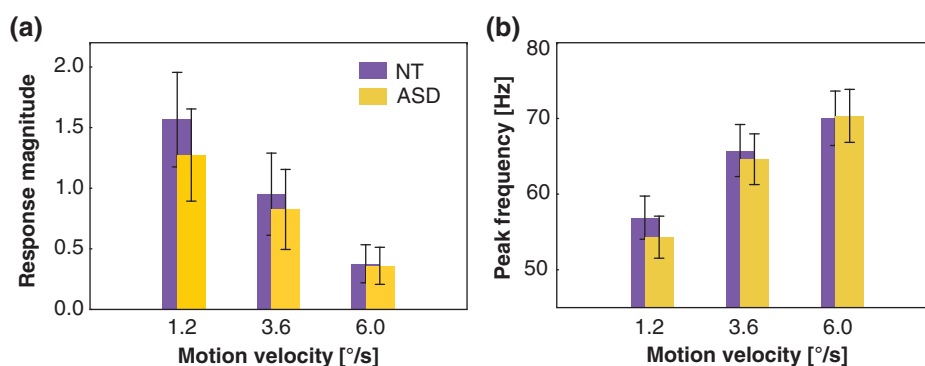 (a)
Response magnitude
2.0
1.5
1.0
0.5
0.0
NT
ASD
1.2 3.6 6.0
Motion velocity [°/s]
(b)
Peak frequency [Hz]
80
70
60
50
1.2 3.6 6.0
Motion velocity [°/s]